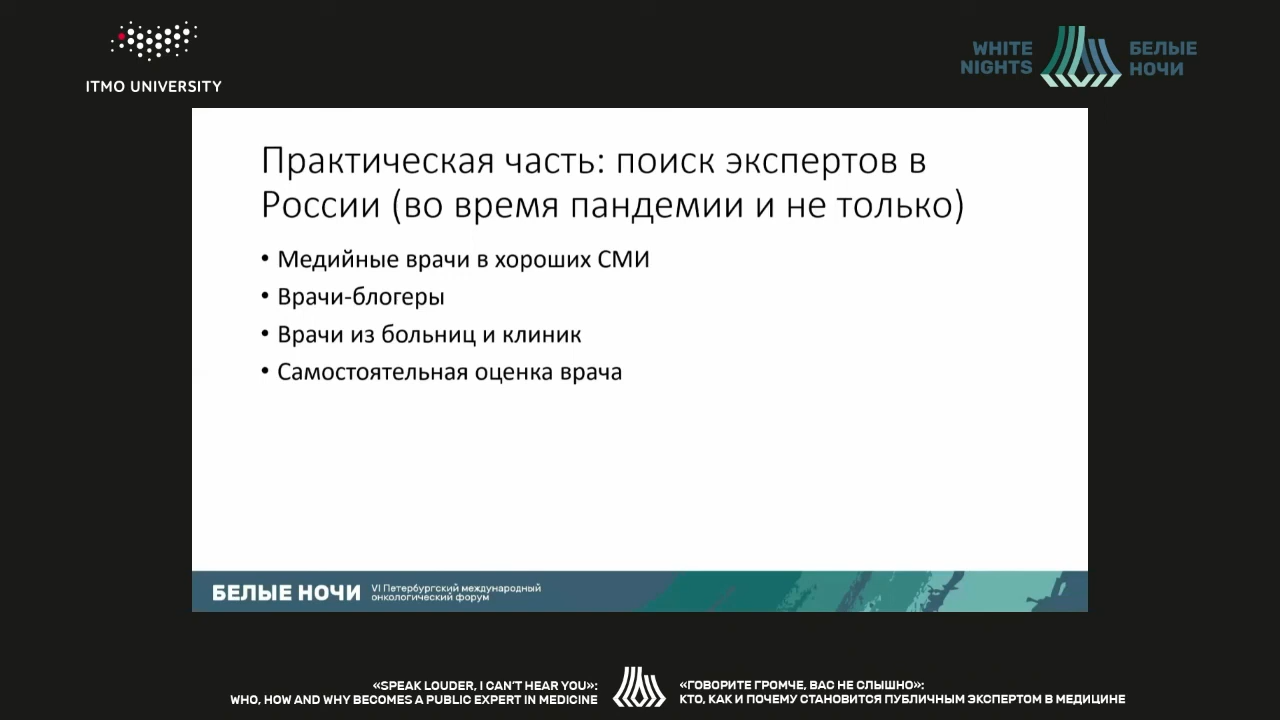 ITMO UNIVERSITY
WHITE
NIGHTS
БЕЛЫЕ
НОЧИ
Практическая часть: поиск экспертов в
России (во время пандемии и не только)
• Медийные врачи в хороших СМИ
• Врачи-блогеры
• Врачи из больниц и клиник
• Самостоятельная оценка врача
БЕЛЫЕ НОЧИ
VI Петербургский международный
онкологический форум
«SPEAK LOUDER, I CAN'T HEAR YOU»:
WHO, HOW AND WHY BECOMES A PUBLIC EXPERT IN MEDICINE
«ГОВОРИТЕ ГРОМЧЕ, ВАС НЕ СЛЫШНО»:
КТО, КАК И ПОЧЕМУ СТАНОВИТСЯ ПУБЛИЧНЫМ ЭКСПЕРТОМ В МЕДИЦИНЕ